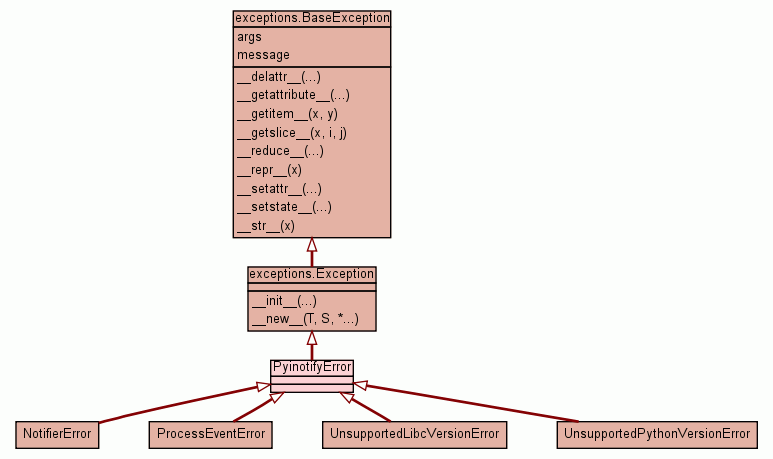 exceptions.BaseException
args
message
__delattr__(...)
__getattribute__(...)
__getitem__(x, y)
__getslice__(x, i, j)
__reduce__(...)
__repr__(x)
__setattr__(...)
__setstate__(...)
__str__(x)
exceptions.Exception
__init__(...)
__new__(T, S, *...)
PyinotifyError
NotifierError
ProcessEventError
UnsupportedLibcVersionError
UnsupportedPythonVersionError